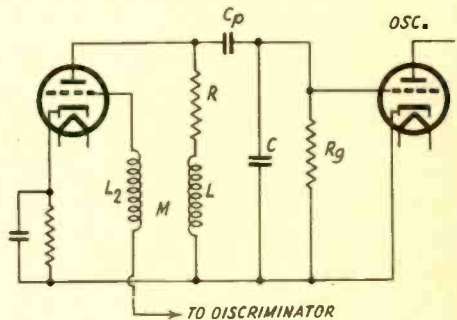 Cp
OSC.
R
C
Rg
L2
M
L
TO DISCRIMINATOR